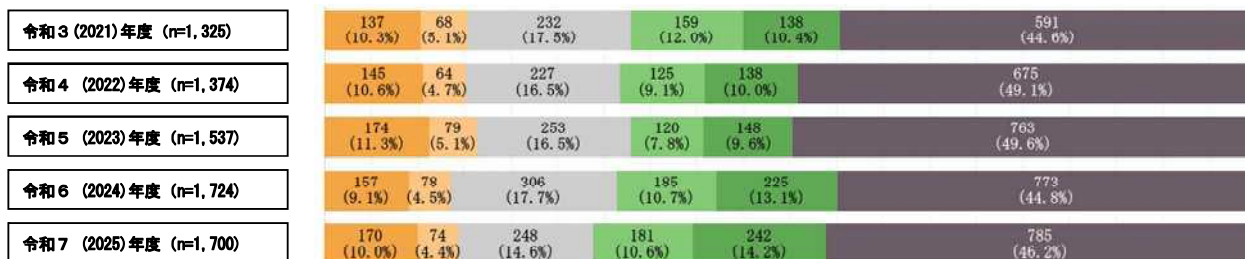 令和3 (2021)年度 (n=1,325)
137 68 232 159 138 591
(10.3%) (5.1%) (17.5%) (12.0%) (10.4%) (44.6%)
令和4 (2022)年度 (n=1,374)
145 64 227 125 138 675
(10.6%) (4.7%) (16.5%) (9.1%) (10.0%) (49.1%)
令和5 (2023)年度 (n=1,537)
174 79 253 120 148 763
(11.3%) (5.1%) (16.5%) (7.8%) (9.6%) (49.6%)
令和6 (2024)年度 (n=1,724)
157 78 306 185 225 773
(9.1%) (4.5%) (17.7%) (10.7%) (13.1%) (44.8%)
令和7 (2025)年度 (n=1,700)
170 74 248 181 242 785
(10.0%) (4.4%) (14.6%) (10.6%) (14.2%) (46.2%)